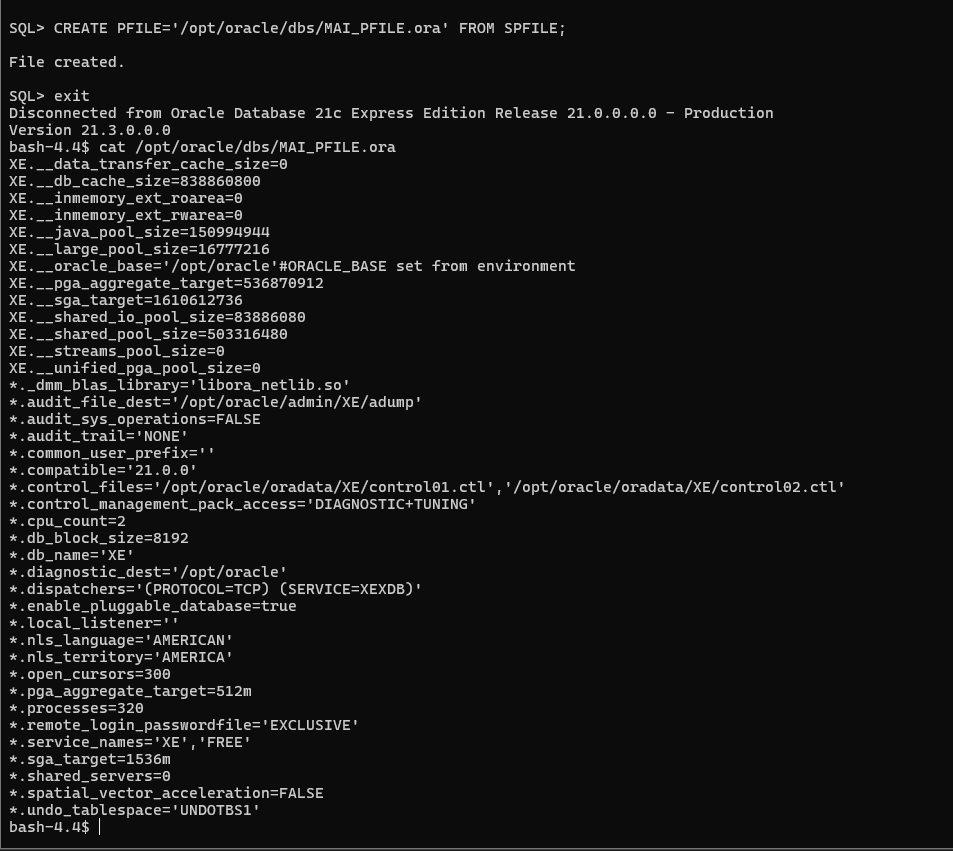 SQL> CREATE PFILE='/opt/oracle/dbs/MAI_PFILE.ora' FROM SPFILE;
File created.
SQL> exit
Disconnected from Oracle Database 21c Express Edition Release 21.0.0.0.0 - Production
Version 21.3.0.0.0
bash-4.4$ cat /opt/oracle/dbs/MAI_PFILE.ora
XE.__data_transfer_cache_size=0
XE.__db_cache_size=838860800
XE.__inmemory_ext_roarea=0
XE.__inmemory_ext_rwarea=0
XE.__java_pool_size=150994944
XE.__large_pool_size=16777216
XE.__oracle_base='/opt/oracle'#ORACLE_BASE set from environment
XE.__pga_aggregate_target=536870912
XE.__sga_target=1610612736
XE.__shared_io_pool_size=83886080
XE.__shared_pool_size=503316480
XE.__streams_pool_size=0
XE.__unified_pga_pool_size=0
*._dmm_blas_library='libora_netlib.so'
*.audit_file_dest='/opt/oracle/admin/XE/adump'
*.audit_sys_operations=FALSE
*.audit_trail='NONE'
*.common_user_prefix=''
*.compatible='21.0.0'
*.control_files='/opt/oracle/oradata/XE/control01.ctl','/opt/oracle/oradata/XE/control02.ctl'
*.control_management_pack_access='DIAGNOSTIC+TUNING'
*.cpu_count=2
*.db_block_size=8192
*.db_name='XE'
*.diagnostic_dest='/opt/oracle'
*.dispatchers='(PROTOCOL=TCP) (SERVICE=XEXDB)'
*.enable_pluggable_database=true
*.local_listener=''
*.nls_language='AMERICAN'
*.nls_territory='AMERICA'
*.open_cursors=300
*.pga_aggregate_target=512m
*.processes=320
*.remote_login_passwordfile='EXCLUSIVE'
*.service_names='XE','FREE'
*.sga_target=1536m
*.shared_servers=0
*.spatial_vector_acceleration=FALSE
*.undo_tablespace='UNDOTBS1'
bash-4.4$